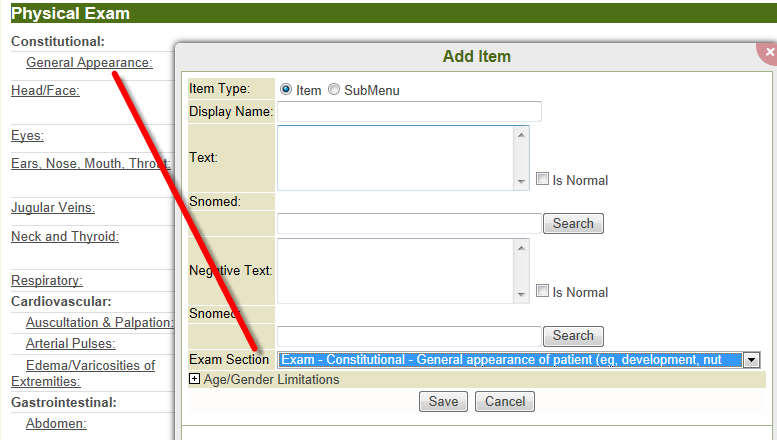 Physical Exam
Constitutional:
General Appearance:
Head/Face:
Eyes:
Ears, Nose, Mouth, Throat:
Jugular Veins:
Neck and Thyroid:
Respiratory:
Cardiovascular:
Auscultation & Palpation:
Arterial Pulses:
Edema/Varicosities of
Extremities:
Gastrointestinal:
Abdomen:
Add Item
Item Type: Item SubMenu
Display Name:
Text:
Is Normal
Snomed:
Search
Negative Text:
Is Normal
Snomed:
Search
Exam Section Exam - Constitutional - General appearance of patient (eg, development, nut
Age/Gender Limitations
Save Cancel